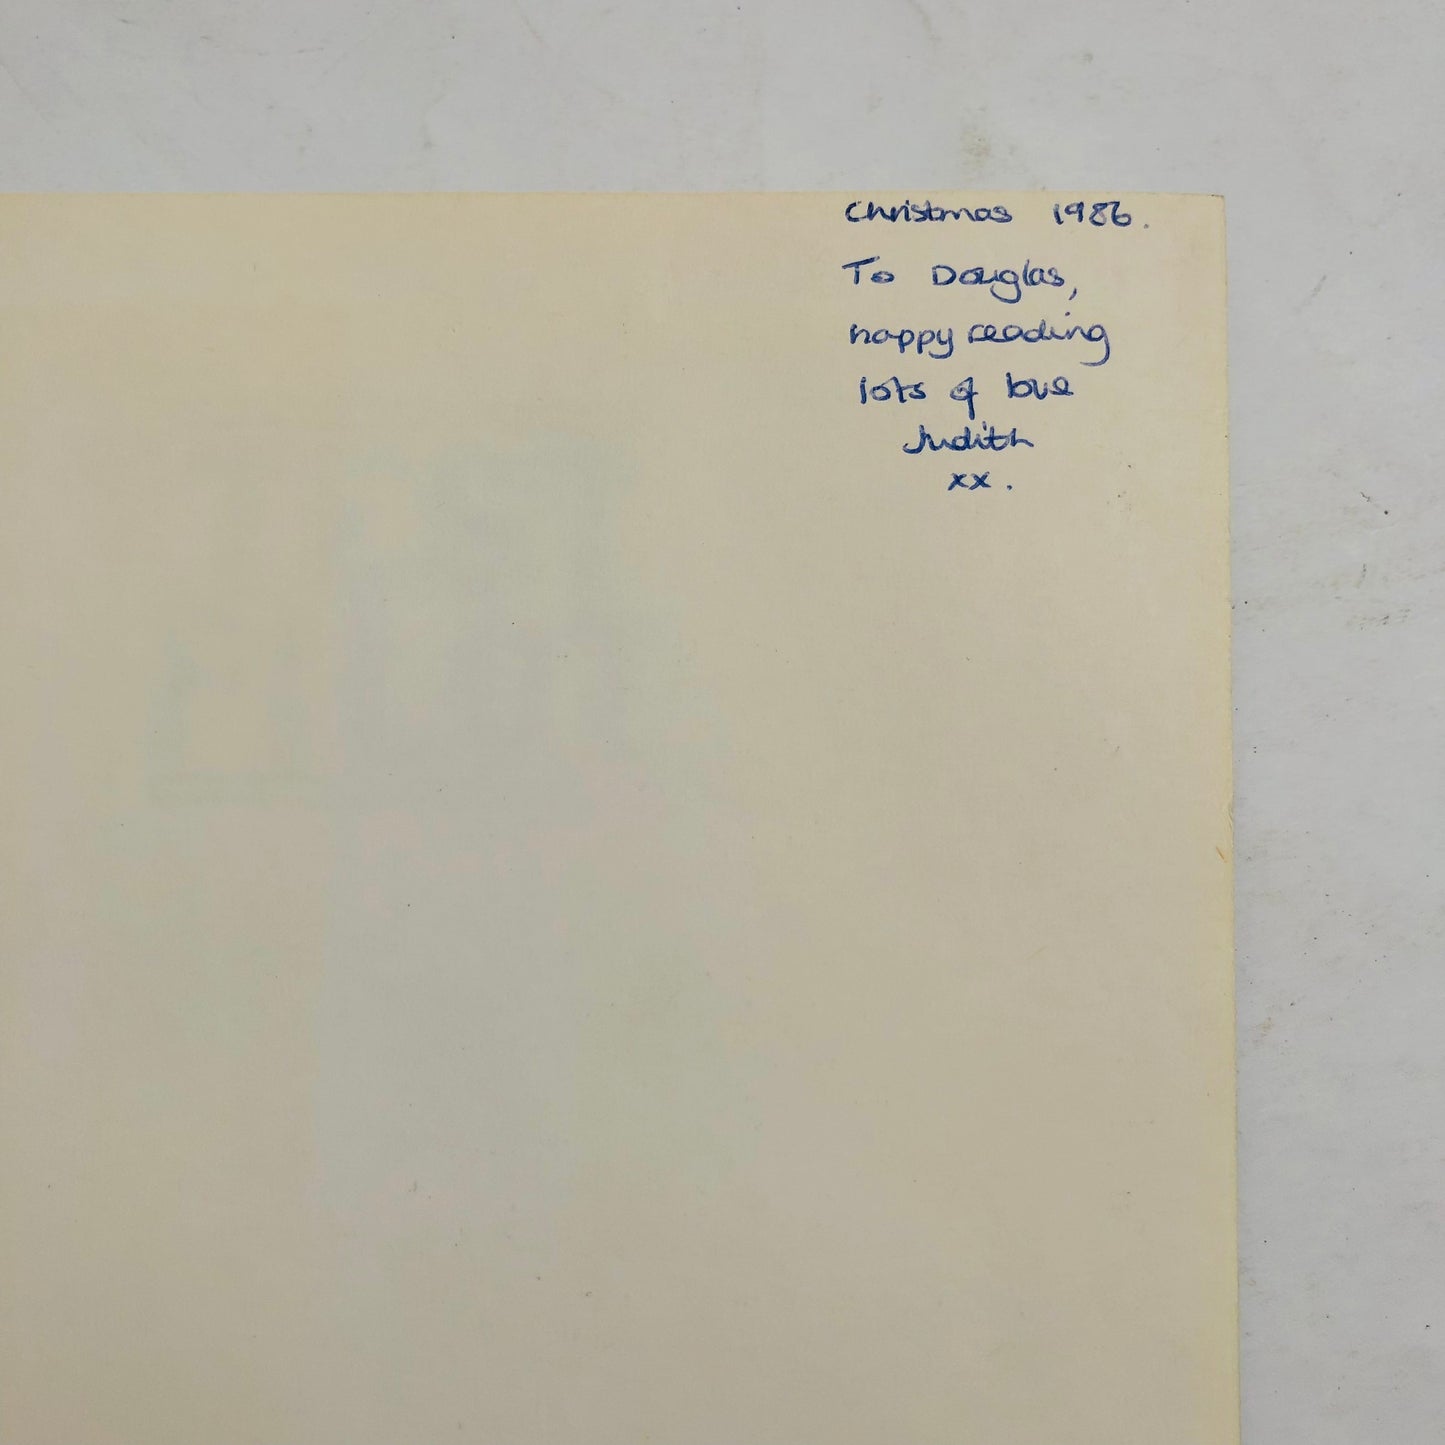 Christmas 1986.
To Douglas,
happy reading
lots of love
Judith
xx.